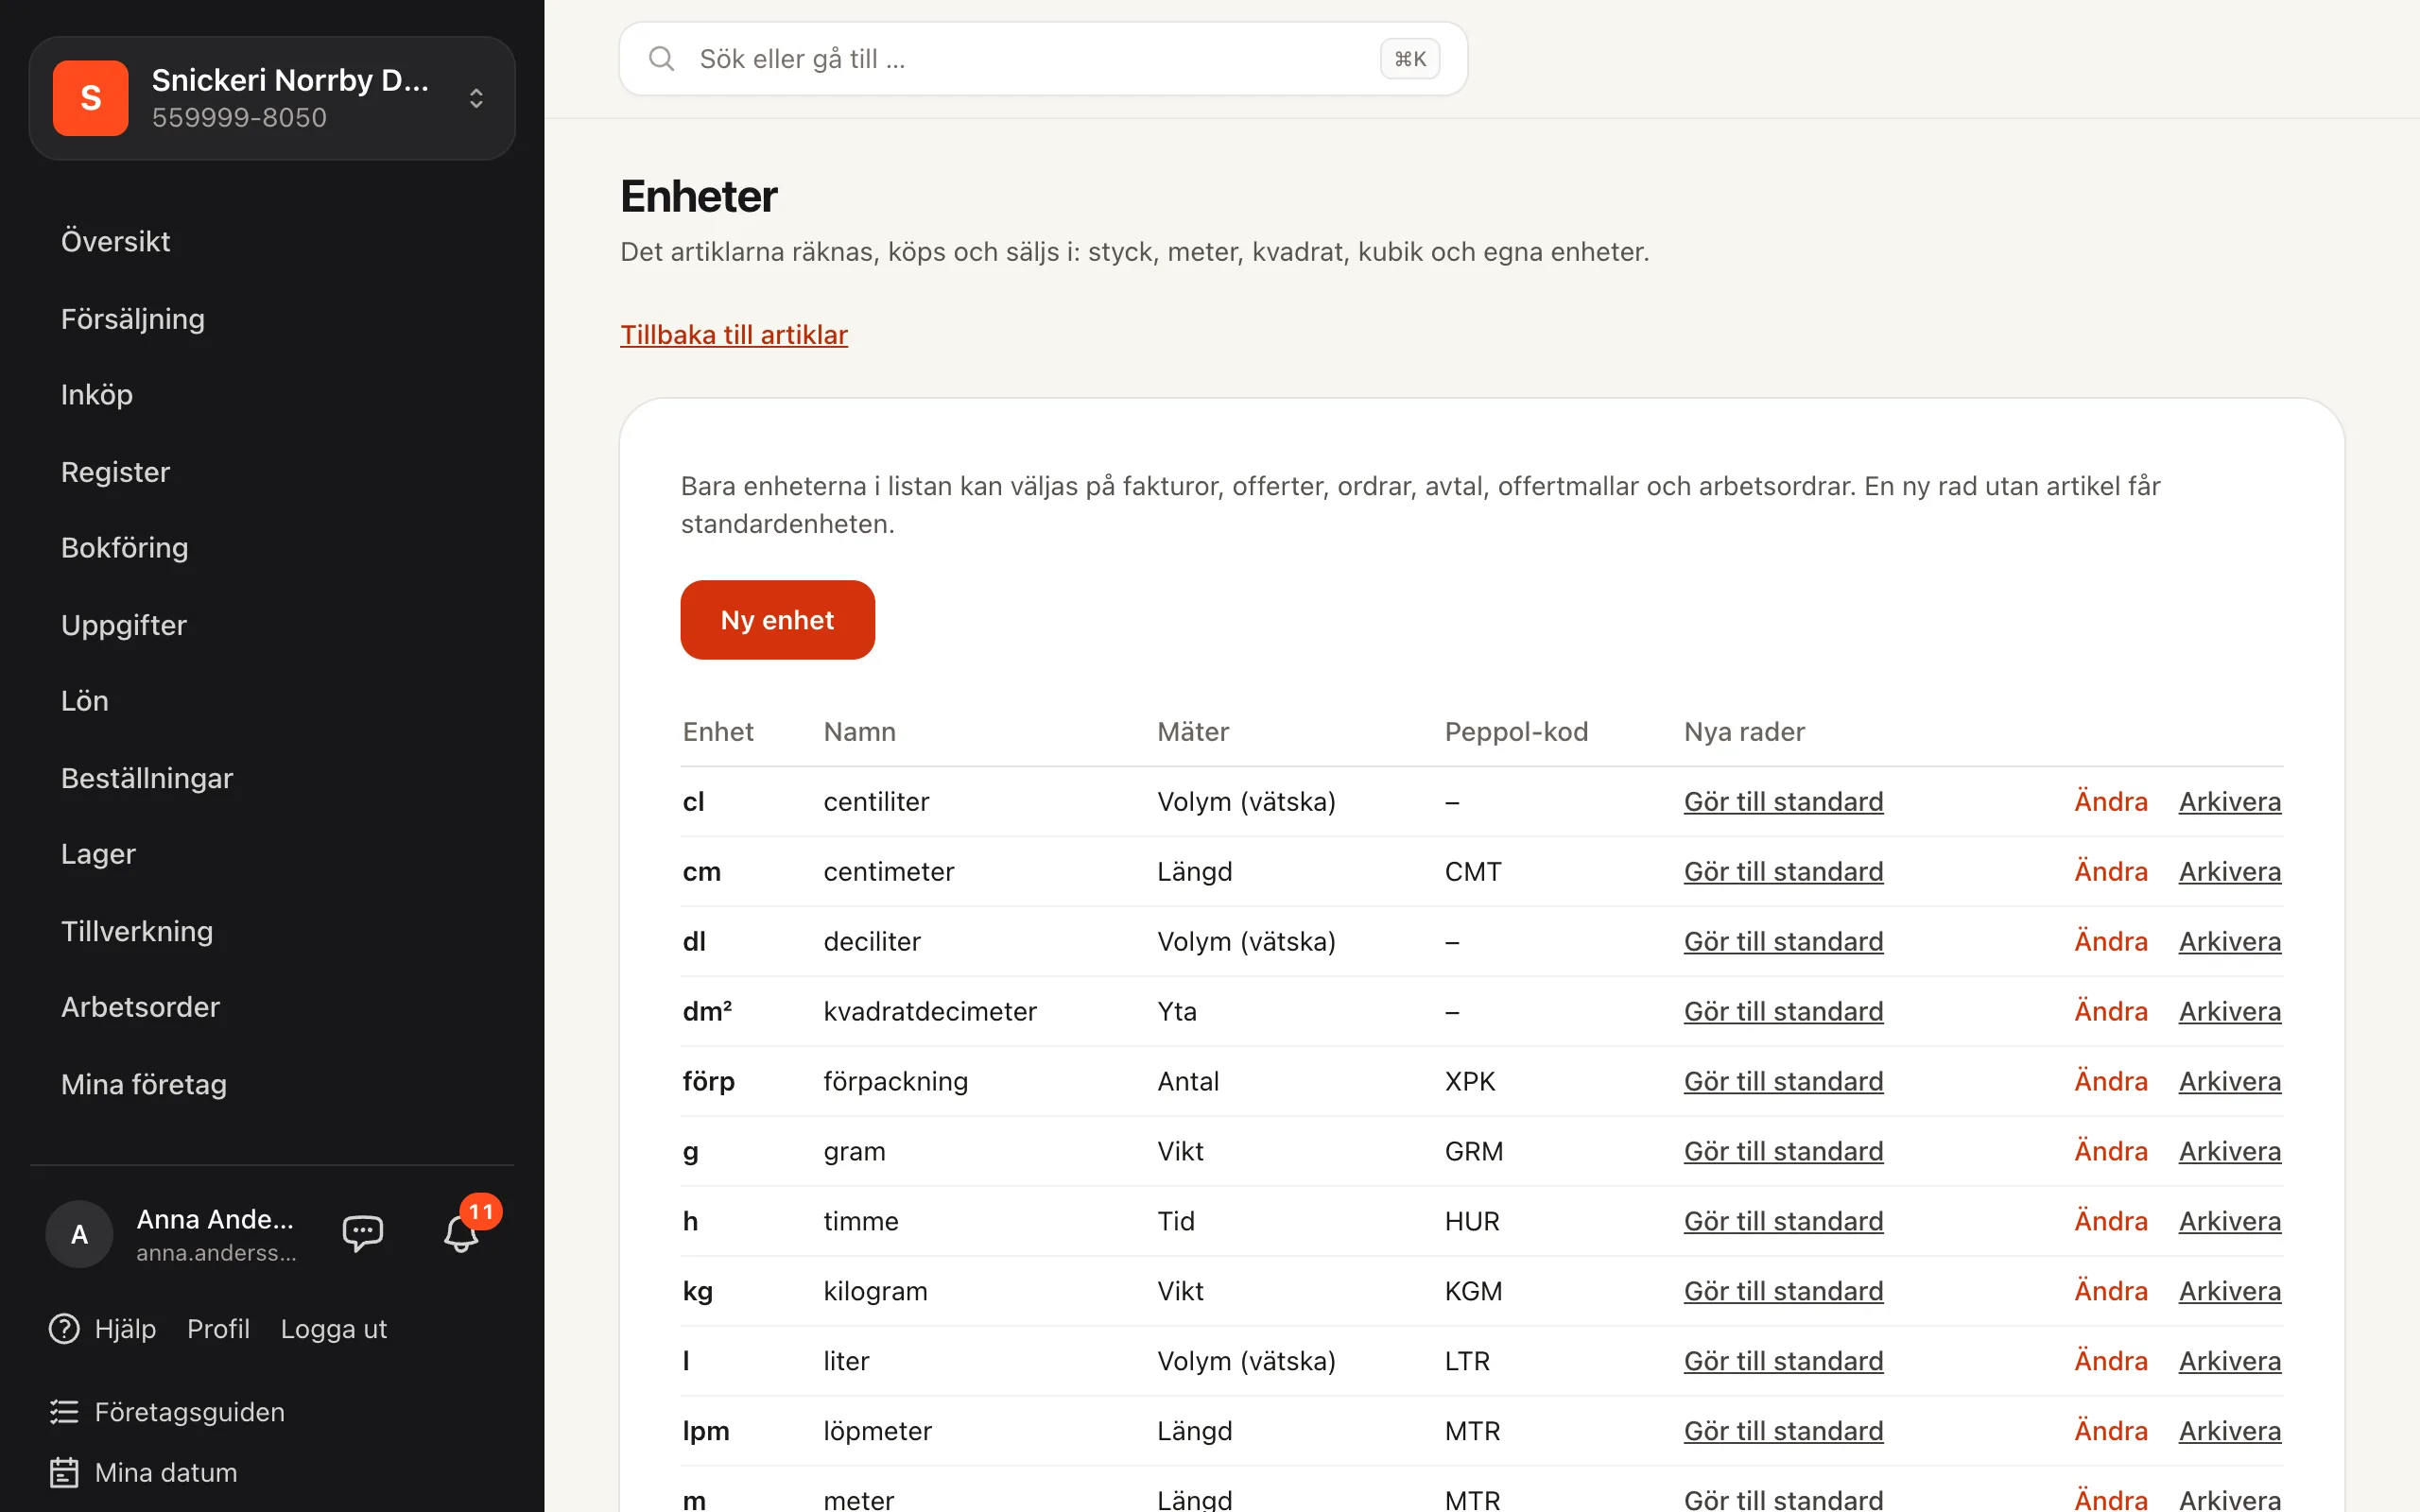 S
Snickeri Norrby D...
559999-8050
Översikt
Försäljning
Inköp
Register
Bokföring
Uppgifter
Lön
Beställningar
Lager
Tillverkning
Arbetsorder
Mina företag
A
Anna Ande...
anna.anderss...
11
Hjälp Profil Logga ut
Företagsguiden
Mina datum
Sök eller gå till ...
⌘K
Enheter
Det artiklarna räknas, köps och säljs i: styck, meter, kvadrat, kubik och egna enheter.
Tillbaka till artiklar
Bara enheterna i listan kan väljas på fakturor, offerter, ordrar, avtal, offertmallar och arbetsordrar. En ny rad utan artikel får
standardenheten.
Ny enhet
Enhet Namn Mäter Peppol-kod Nya rader
cl centiliter Volym (vätska) – Gör till standard Ändra Arkivera
cm centimeter Längd CMT Gör till standard Ändra Arkivera
dl deciliter Volym (vätska) – Gör till standard Ändra Arkivera
dm² kvadratdecimeter Yta – Gör till standard Ändra Arkivera
förp förpackning Antal XPK Gör till standard Ändra Arkivera
g gram Vikt GRM Gör till standard Ändra Arkivera
h timme Tid HUR Gör till standard Ändra Arkivera
kg kilogram Vikt KGM Gör till standard Ändra Arkivera
l liter Volym (vätska) LTR Gör till standard Ändra Arkivera
lpm löpmeter Längd MTR Gör till standard Ändra Arkivera
m meter Längd MTR Gör till standard Ändra Arkivera